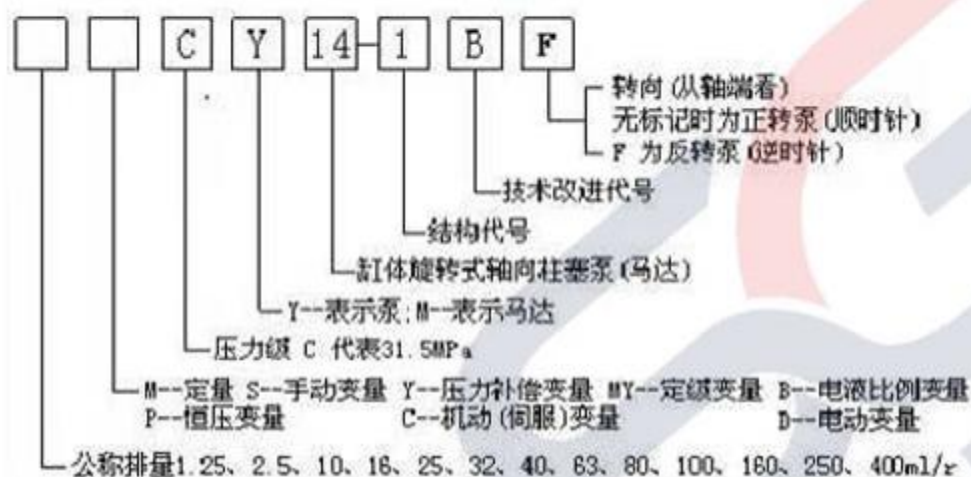 C Y 14-1 B F
转向(从轴端看)
无标记时为正转泵(顺时针)
F 为反转泵(逆时针)
技术改进代号
结构代号
缸体旋转式轴向柱塞泵(马达)
Y--表示泵;M--表示马达
压力级 C 代表31.5MPa
M--定量 S--手动变量 Y--压力补偿变量 MY--定级变量 B--电液比例变量
P--恒压变量 C--机动(伺服)变量 D--电动变量
公称排量1.25、2.5、10、16、25、32、40、63、80、100、160、250、400ml/r